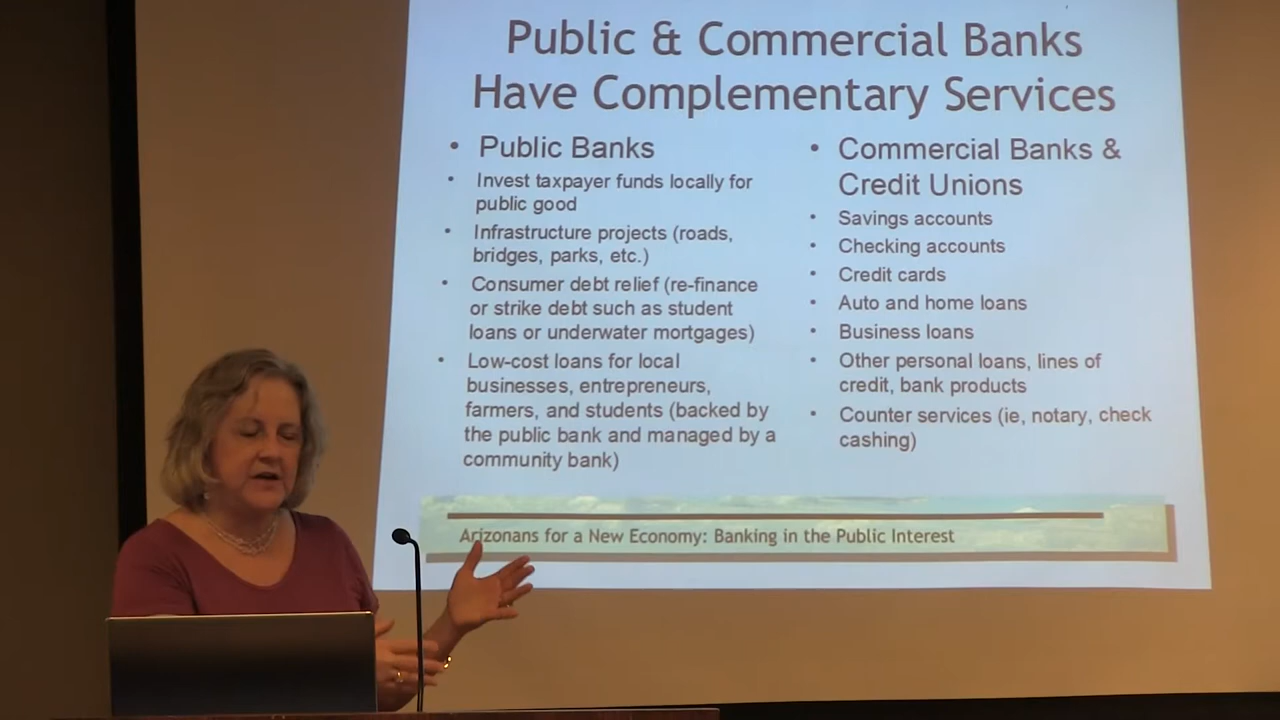 Public & Commercial Banks
Have Complementary Services
• Public Banks
• Invest taxpayer funds locally for
public good
• Infrastructure projects (roads,
bridges, parks, etc.)
• Consumer debt relief (re-finance
or strike debt such as student
loans or underwater mortgages)
• Low-cost loans for local
businesses, entrepreneurs,
farmers, and students (backed by
the public bank and managed by a
community bank)
• Commercial Banks &
Credit Unions
• Savings accounts
• Checking accounts
• Credit cards
• Auto and home loans
• Business loans
• Other personal loans, lines of
credit, bank products
• Counter services (ie, notary, check
cashing)
Arizonans for a New Economy: Banking in the Public Interest